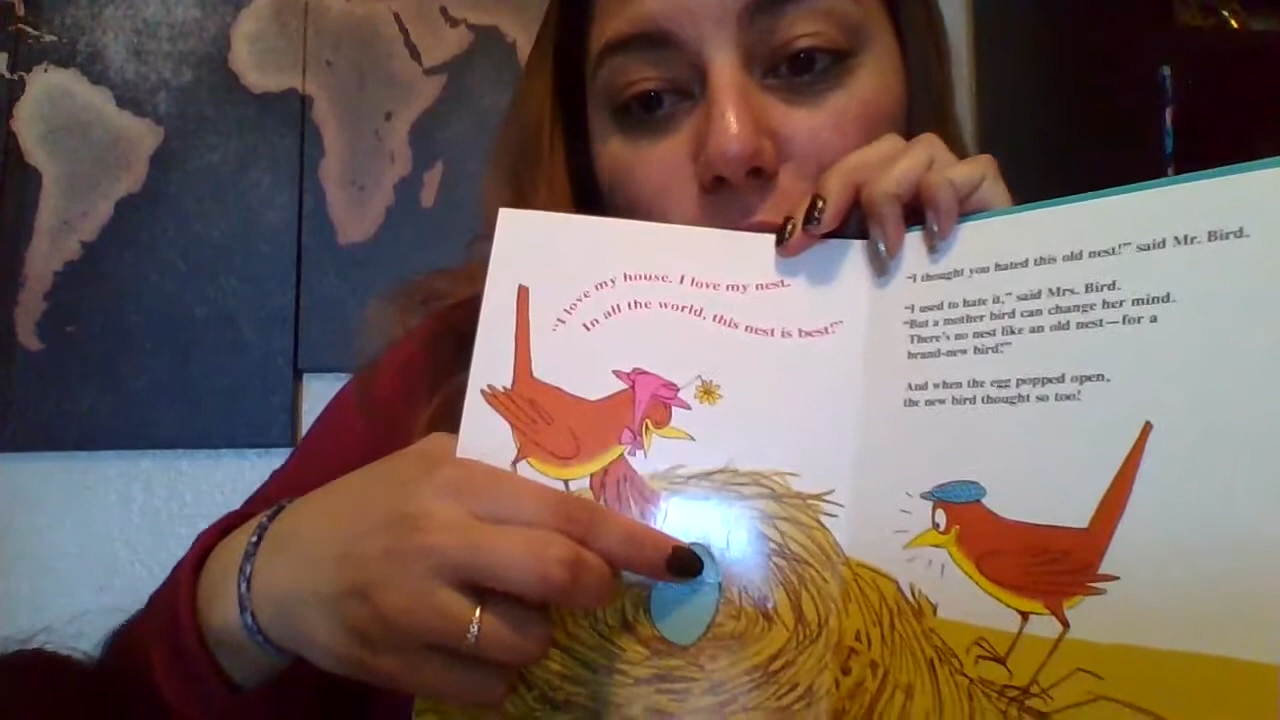 "I love my house. I love my nest.
In all the world, this nest is best!"
"I thought you hated this old nest!" said Mr. Bird.
"I used to hate it," said Mrs. Bird.
"But a mother bird can change her mind.
There's no nest like an old nest—for a
brand-new bird!"
And when the egg popped open,
the new bird thought so too!